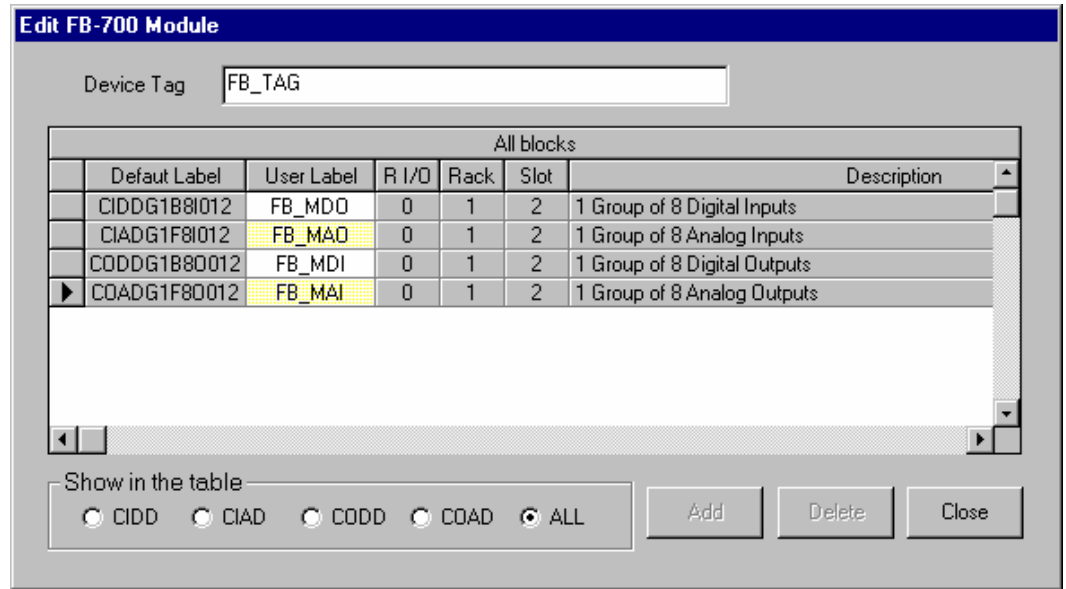 Edit FB-700 Module
Device Tag FB_TAG
All blocks
Defaut Label User Label R I/O Rack Slot Description
CIDDG1B8I012 FB_MDO 0 1 2 1 Group of 8 Digital Inputs
CIADG1F8I012 FB_MAO 0 1 2 1 Group of 8 Analog Inputs
CODDG1B8O012 FB_MDI 0 1 2 1 Group of 8 Digital Outputs
COADG1F8O012 FB_MAI 0 1 2 1 Group of 8 Analog Outputs
Show in the table
CIDD CIAD CODD COAD ALL Add Delete Close